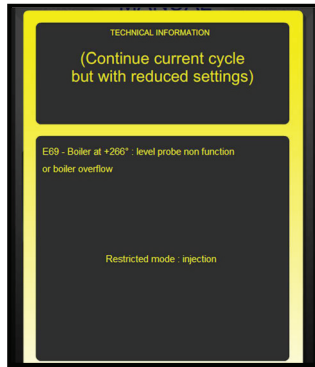 TECHNICAL INFORMATION
(Continue current cycle
but with reduced settings)
E69 - Boiler at +266° : level probe non function
or boiler overflow
Restricted mode : injection